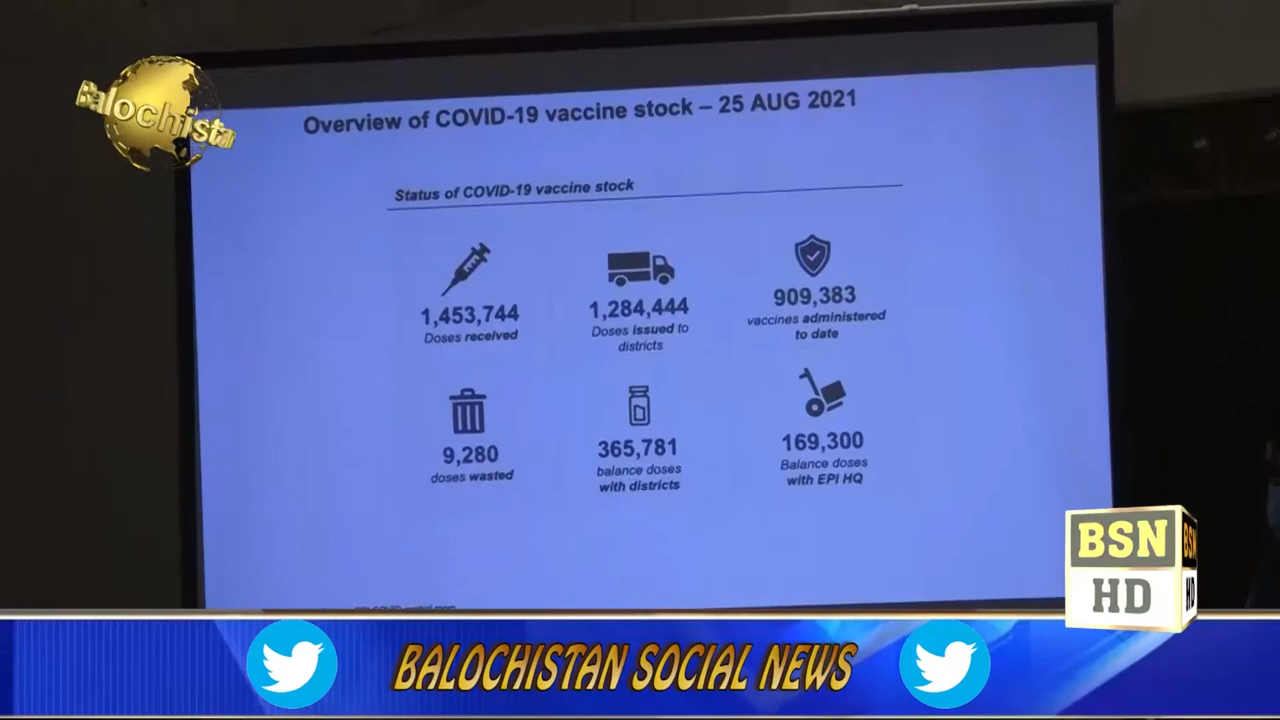 Balochistan
Overview of COVID-19 vaccine stock – 25 AUG 2021
Status of COVID-19 vaccine stock
1,453,744
Doses received
1,284,444
Doses issued to
districts
909,383
vaccines administered
to date
9,280
doses wasted
365,781
balance doses
with districts
169,300
Balance doses
with EPI HQ
BSN
HD
BSN
HD
BALOCHISTAN SOCIAL NEWS